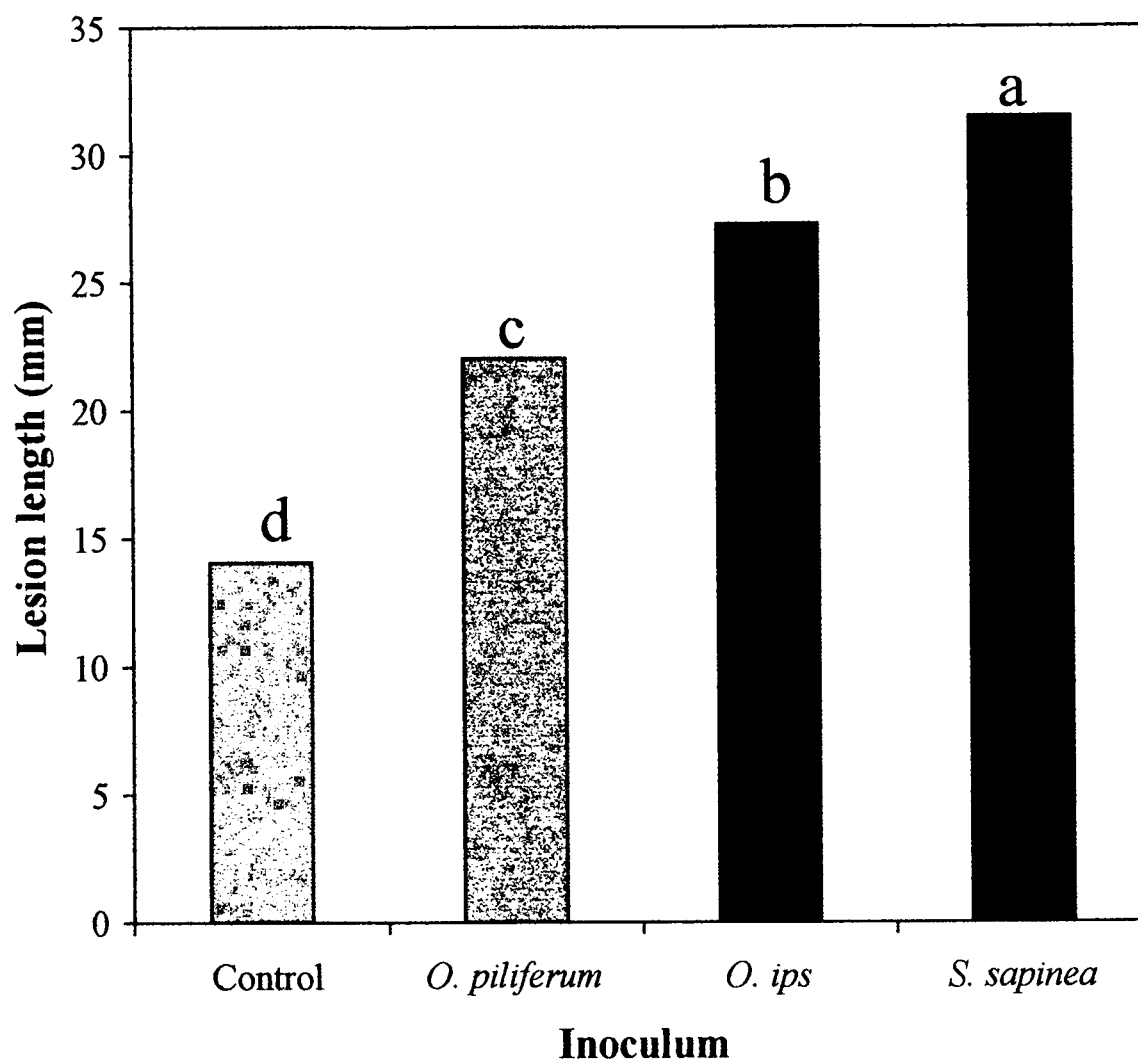 35
30
25
20
15
10
5
0
Lesion length (mm)
d
c
b
a
Control O. piliferum O. ips S. sapinea
Inoculum